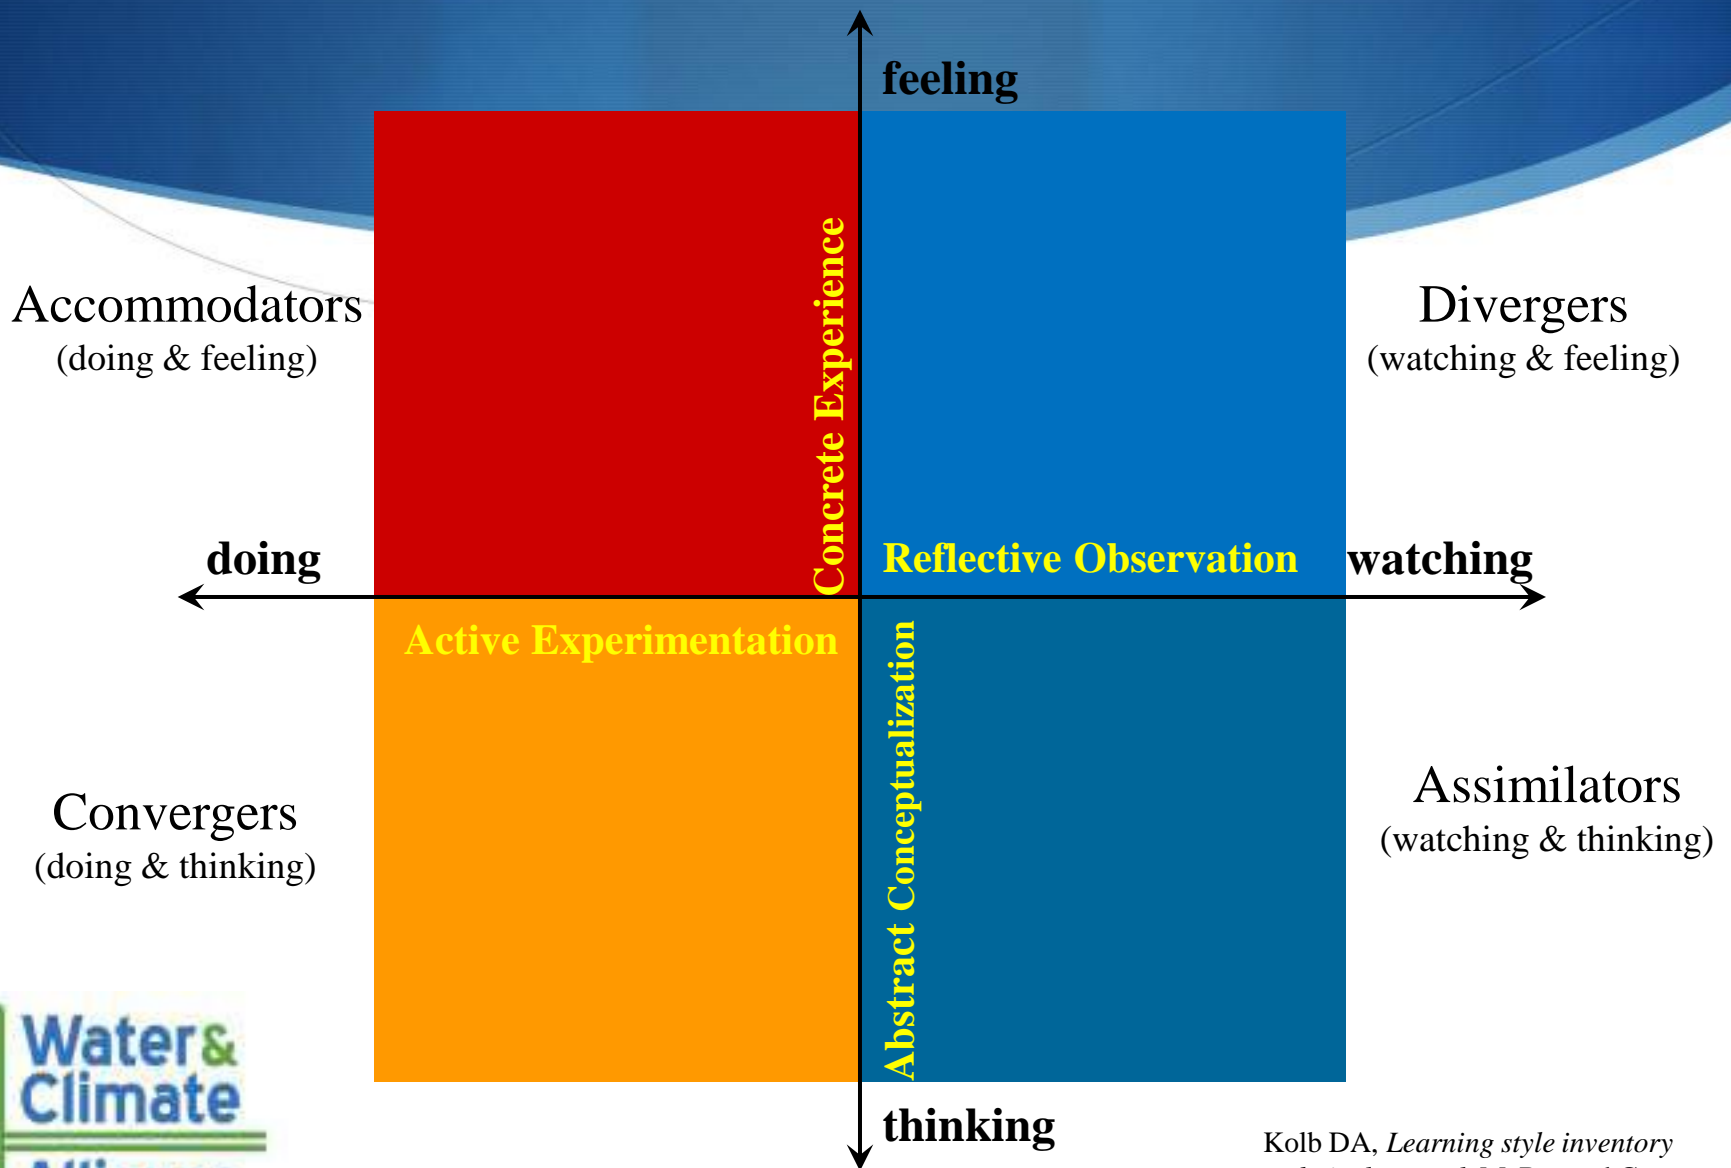 feeling
Concrete Experience
Accommodators
(doing & feeling)
Divergers
(watching & feeling)
doing
Reflective Observation
watching
Active Experimentation
Abstract Conceptualization
Convergers
(doing & thinking)
Assimilators
(watching & thinking)
Water&
Climate
thinking
Kolb DA, Learning style inventory